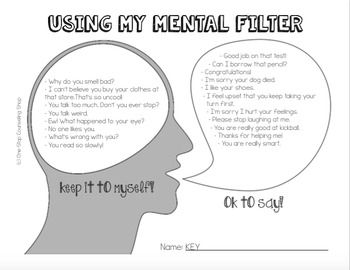 USING MY MENTAL FILTER
- Why do you smell bad?
- I can't believe you buy your clothes at
that store.That's so uncool!
- You talk too much..Don't you ever stop?
- You talk weird.
- Ew! What happened to your eye?
- No one likes you.
- What's wrong with you?
- You read so slowly!
keep it to myself!!
- Good job on that test!
- Can I borrow that pencil?
- Congratulations!
- I'm sorry your dog died.
- I like your shoes.
- I feel upset that you keep taking your
turn first.
- I'm sorry I hurt your feelings.
- Please stop laughing at me.
- You are really good at kickball.
- Thanks for helping me!
- You are really smart.
Ok to say!!
Name: KEY
(c) One Stop Counseling Shop